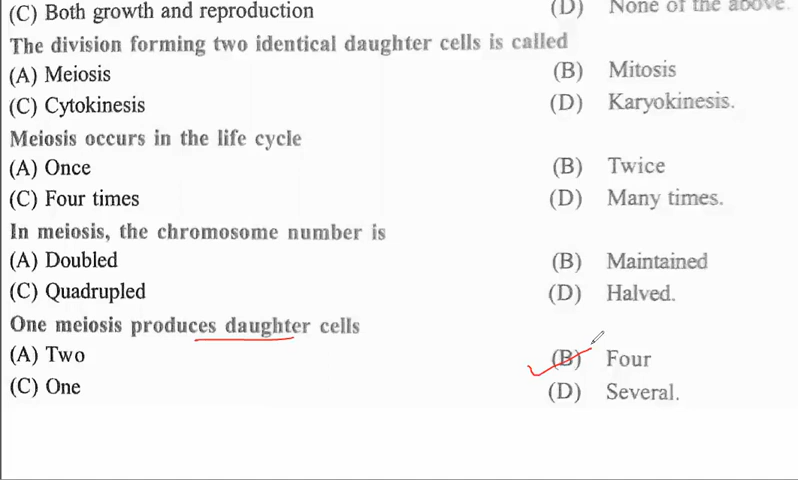 (C) Both growth and reproduction (D) None of the above.
The division forming two identical daughter cells is called
(A) Meiosis (B) Mitosis
(C) Cytokinesis (D) Karyokinesis.
Meiosis occurs in the life cycle
(A) Once (B) Twice
(C) Four times (D) Many times.
In meiosis, the chromosome number is
(A) Doubled (B) Maintained
(C) Quadrupled (D) Halved.
One meiosis produces daughter cells
(A) Two (B) Four
(C) One (D) Several.